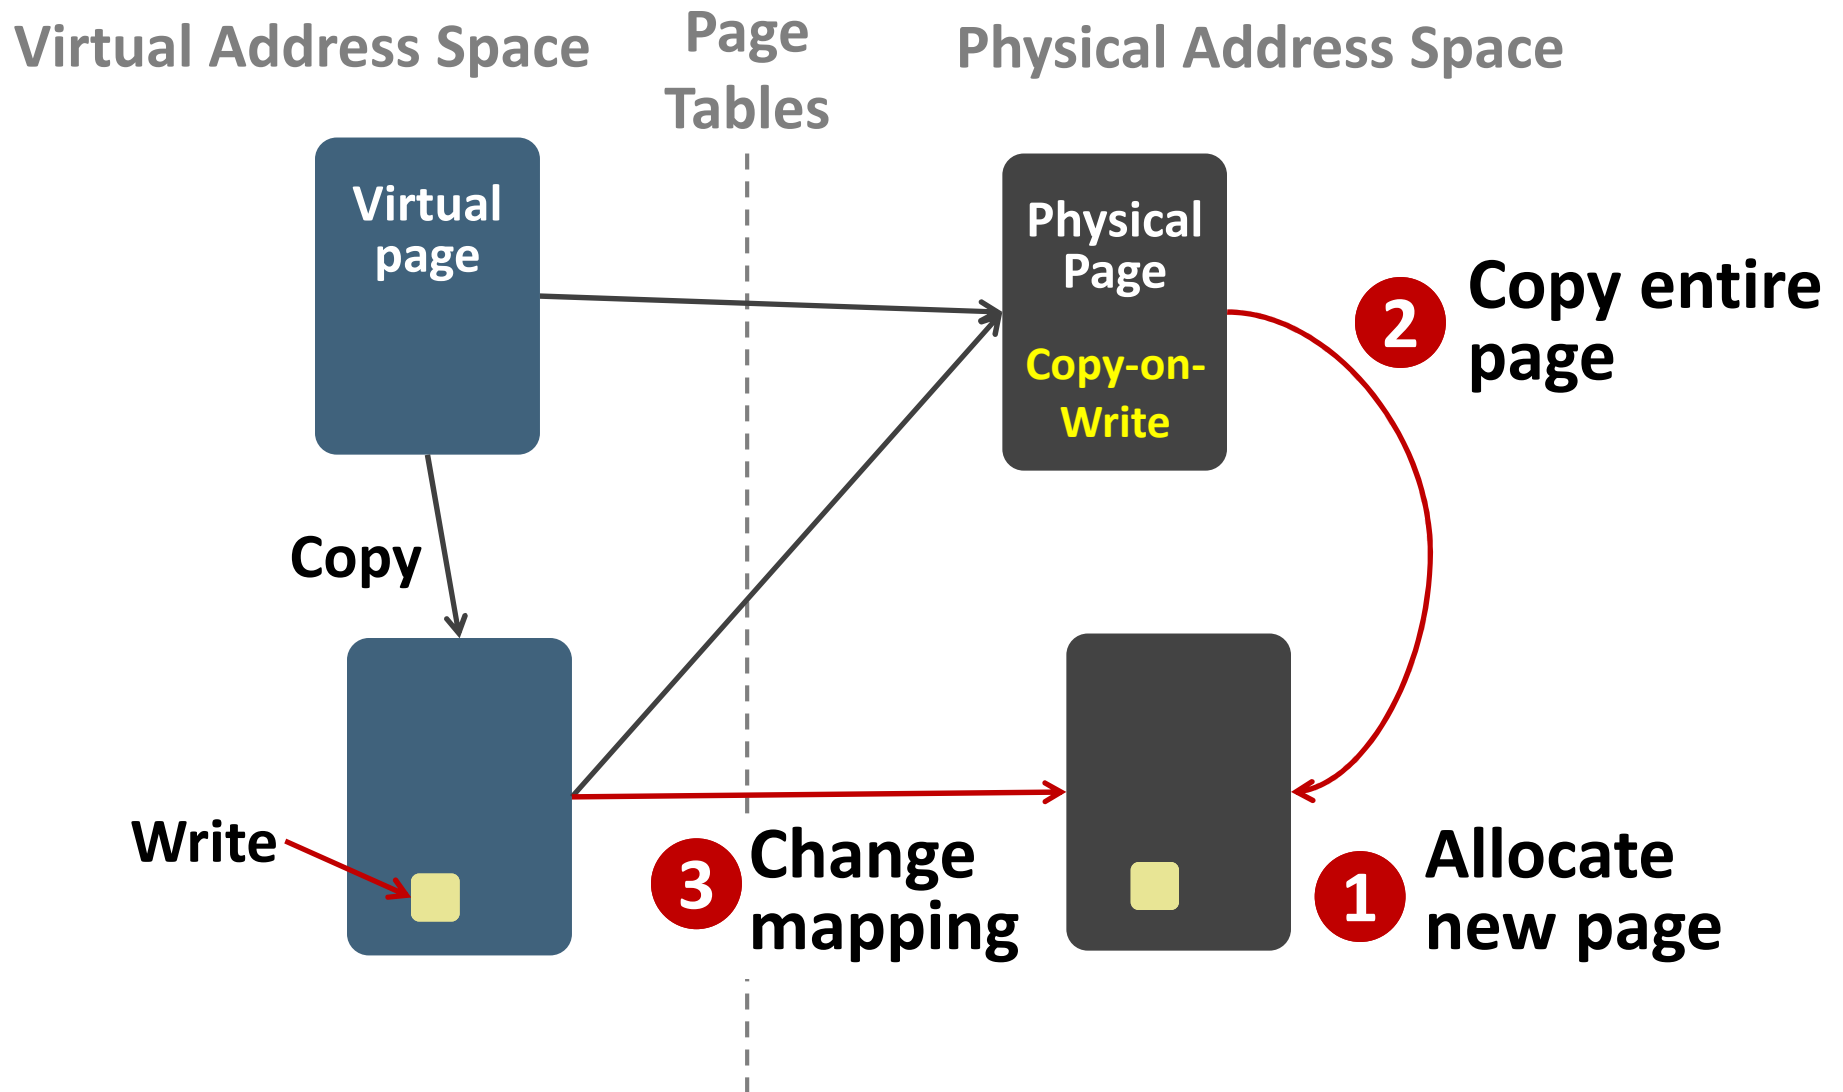 Virtual Address Space
Page
Tables
Physical Address Space
Virtual
page
Physical
Page
Copy-on-
Write
2
Copy entire
page
Copy
Write
3
Change
mapping
1
Allocate
new page